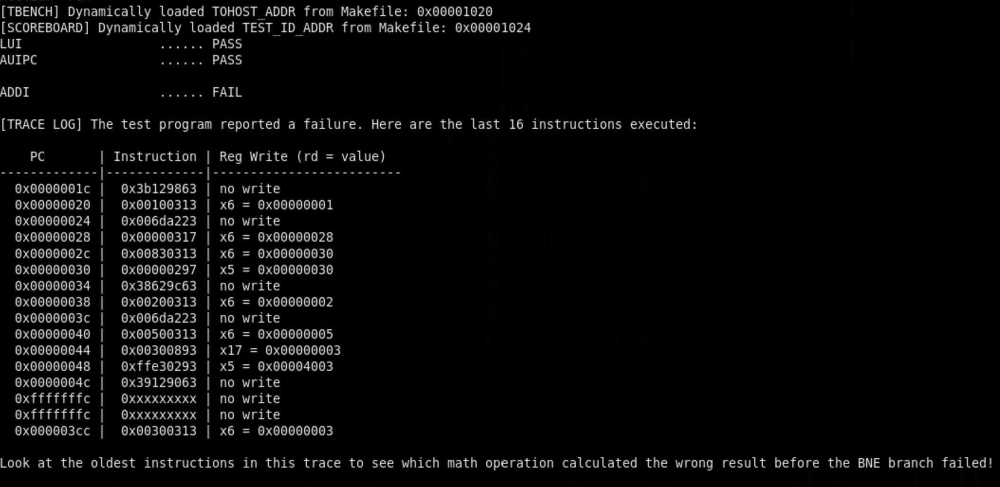 [TBENCH] Dynamically loaded TOHOST_ADDR from Makefile: 0x00001020
[SCOREBOARD] Dynamically loaded TEST_ID_ADDR from Makefile: 0x00001024
LUI                  ...... PASS
AUIPC                ...... PASS
ADDI                 ...... FAIL
[TRACE LOG] The test program reported a failure. Here are the last 16 instructions executed:
    PC       | Instruction | Reg Write (rd = value)
-------------|-------------|-------------------------
  0x0000001c |  0x3b129863 | no write
  0x00000020 |  0x00100313 | x6 = 0x00000001
  0x00000024 |  0x006da223 | no write
  0x00000028 |  0x00000317 | x6 = 0x00000028
  0x0000002c |  0x00830313 | x6 = 0x00000030
  0x00000030 |  0x00000297 | x5 = 0x00000030
  0x00000034 |  0x38629c63 | no write
  0x00000038 |  0x00200313 | x6 = 0x00000002
  0x0000003c |  0x006da223 | no write
  0x00000040 |  0x00500313 | x6 = 0x00000005
  0x00000044 |  0x00300893 | x17 = 0x00000003
  0x00000048 |  0xffe30293 | x5 = 0x00004003
  0x0000004c |  0x39129063 | no write
  0xfffffffc |  0xxxxxxxxx | no write
  0xfffffffc |  0xxxxxxxxx | no write
  0x000003cc |  0x00300313 | x6 = 0x00000003
Look at the oldest instructions in this trace to see which math operation calculated the wrong result before the BNE branch failed!